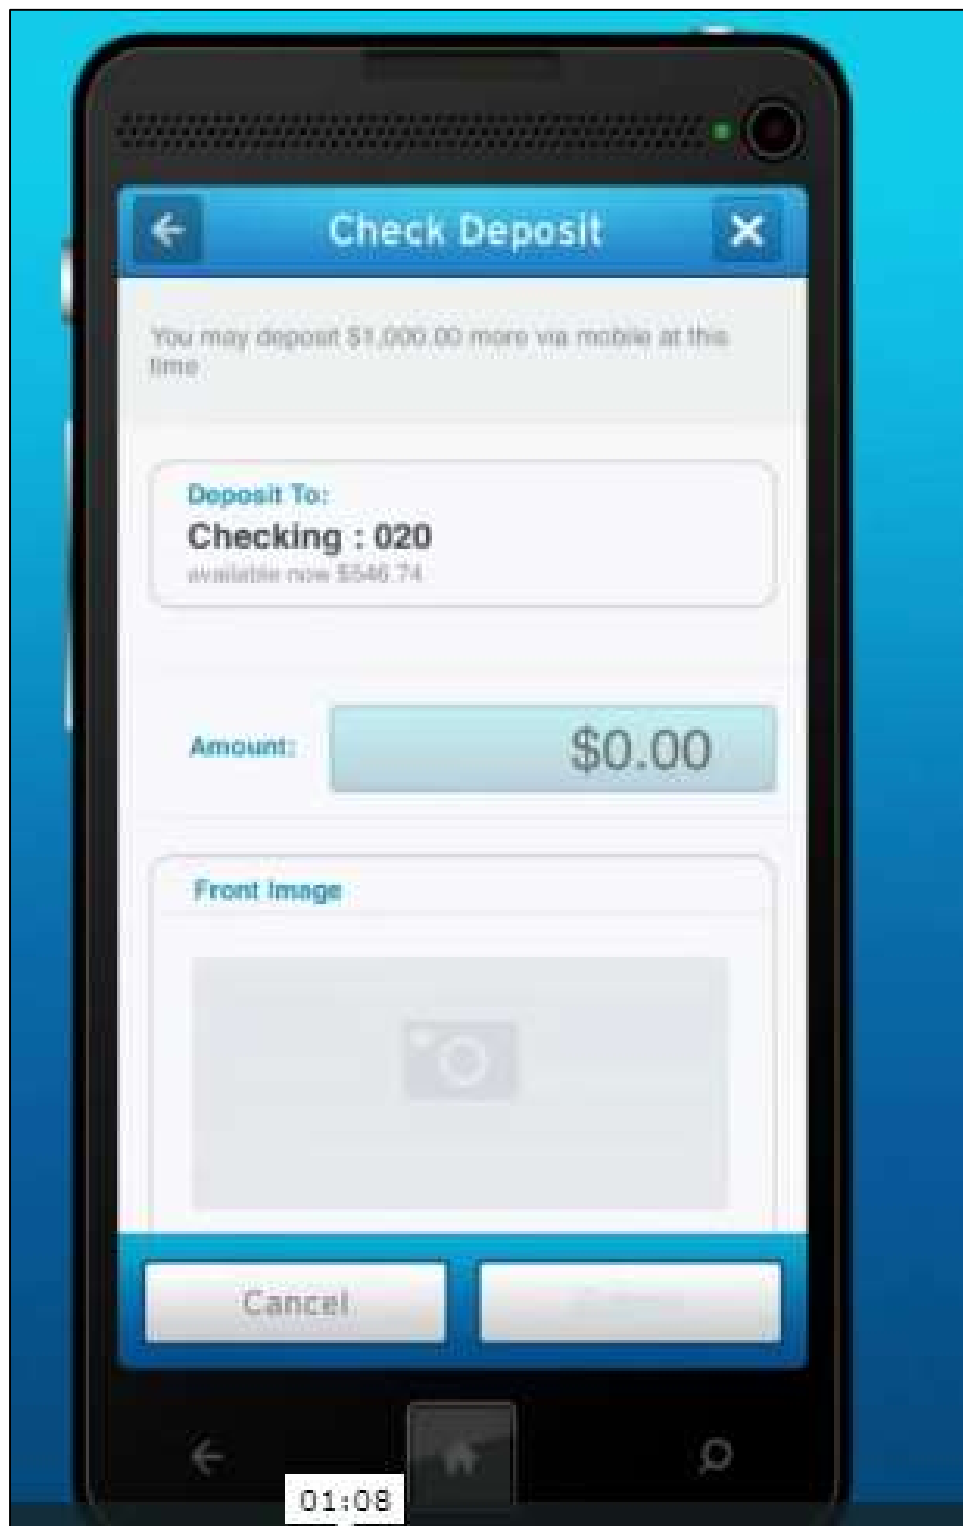 Check Deposit
You may deposit $1,000.00 more via mobile at this
time
Deposit To:
Checking : 020
available now $546.74
Amount:
$0.00
Front Image
Cancel
01:08